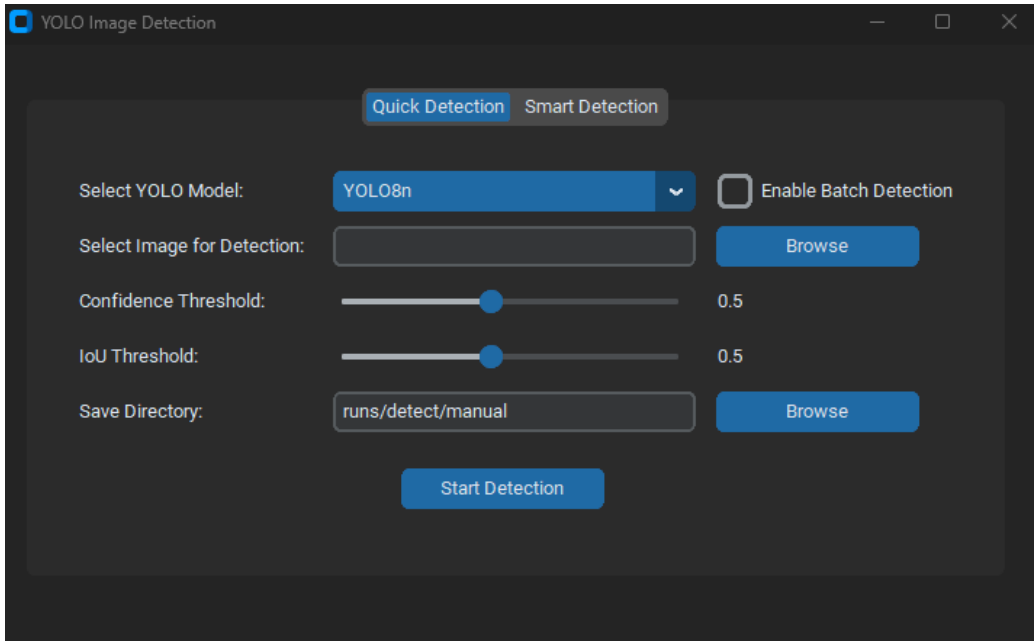 YOLO Image Detection
Quick Detection Smart Detection
Select YOLO Model: YOLO8n Enable Batch Detection
Select Image for Detection: Browse
Confidence Threshold: 0.5
IoU Threshold: 0.5
Save Directory: runs/detect/manual Browse
Start Detection